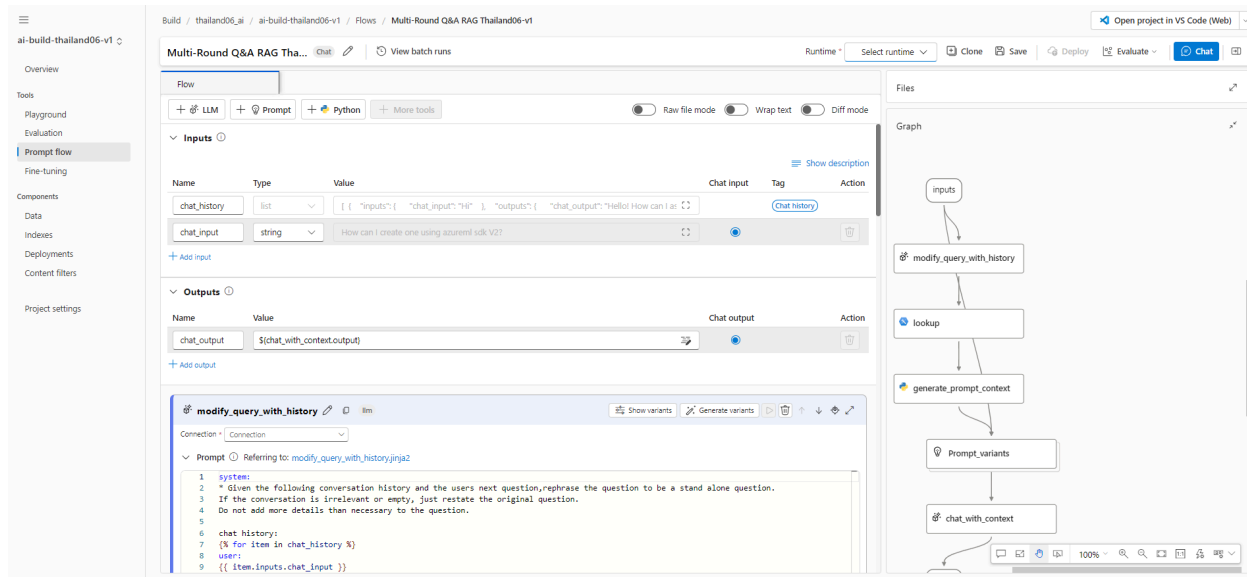 Build / thailand06_ai / ai-build-thailand06-v1 / Flows / Multi-Round Q&A RAG Thailand06-v1
Open project in VS Code (Web)
ai-build-thailand06-v1
Overview
Tools
Playground
Evaluation
Prompt flow
Fine-tuning
Components
Data
Indexes
Deployments
Content filters
Project settings
Multi-Round Q&A RAG Tha... Chat View batch runs
Runtime * Select runtime Clone Save Deploy Evaluate Chat
Flow
+ LLM + Prompt + Python + More tools
Raw file mode Wrap text Diff mode
Inputs
Show description
Name Type Value Chat input Tag Action
chat_history list [ { "inputs": { "chat_input": "Hi" }, "outputs": { "chat_output": "Hello! How can I as Chat history
chat_input string How can I create one using azureml sdk V2?
+ Add input
Outputs
Name Value Chat output Action
chat_output ${chat_with_context.output}
+ Add output
modify_query_with_history llm Show variants Generate variants
Connection * Connection
Prompt Referring to: modify_query_with_history.jinja2
1 system:
2 * Given the following conversation history and the users next question,rephrase the question to be a stand alone question.
3 If the conversation is irrelevant or empty, just restate the original question.
4 Do not add more details than necessary to the question.
5
6 chat history:
7 {% for item in chat_history %}
8 user:
9 {{ item.inputs.chat_input }}
Files
Graph
inputs
modify_query_with_history
lookup
generate_prompt_context
Prompt_variants
chat_with_context
100%
1:1